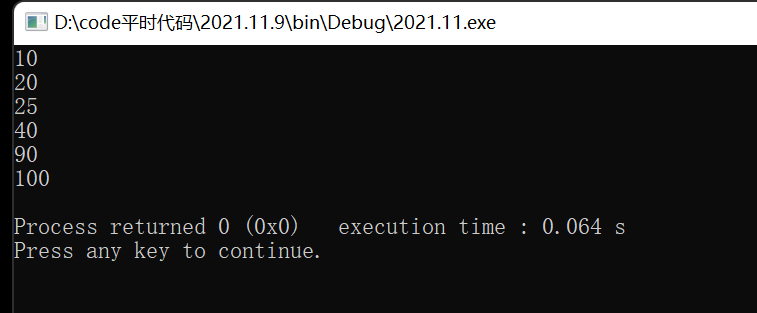 D:\code平时代码\2021.11.9\bin\Debug\2021.11.exe
10
20
25
40
90
100
Process returned 0 (0x0)   execution time : 0.064 s
Press any key to continue.